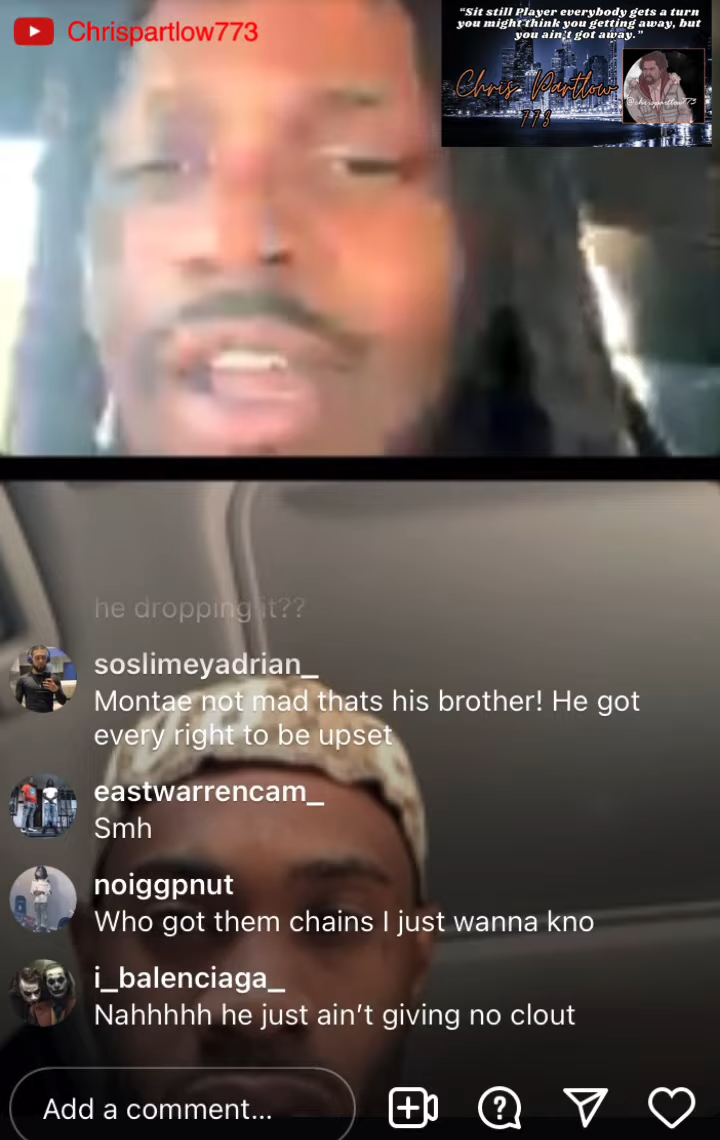 Chrispartlow773
"Sit still Player everybody gets a turn
you might think you getting away, but
you ain't got away."
Chris Partlow
773
@chrispartlow773
he dropping it??
soslimeyadrian_
Montae not mad thats his brother! He got
every right to be upset
eastwarrencam_
Smh
noiggpnut
Who got them chains I just wanna kno
i_balenciaga_
Nahhhhh he just ain't giving no clout
Add a comment...